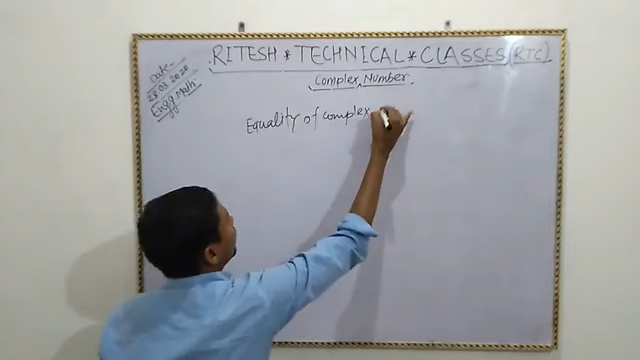 RITESH * TECHNICAL * CLASSES (RTC)
Date-
28.03.2020
Engg Math
Complex Number
Equality of complex